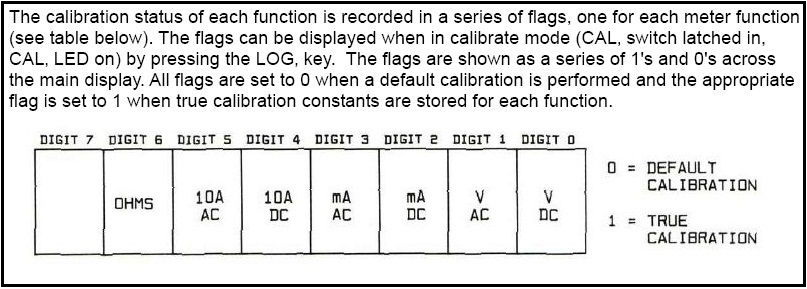 The calibration status of each function is recorded in a series of flags, one for each meter function
(see table below). The flags can be displayed when in calibrate mode (CAL, switch latched in,
CAL, LED on) by pressing the LOG, key.  The flags are shown as a series of 1's and 0's across
the main display. All flags are set to 0 when a default calibration is performed and the appropriate
flag is set to 1 when true calibration constants are stored for each function.
DIGIT 7 DIGIT 6 DIGIT 5 DIGIT 4 DIGIT 3 DIGIT 2 DIGIT 1 DIGIT 0
OHMS 10A AC 10A DC mA AC mA DC V AC V DC
0 = DEFAULT
CALIBRATION
1 = TRUE
CALIBRATION